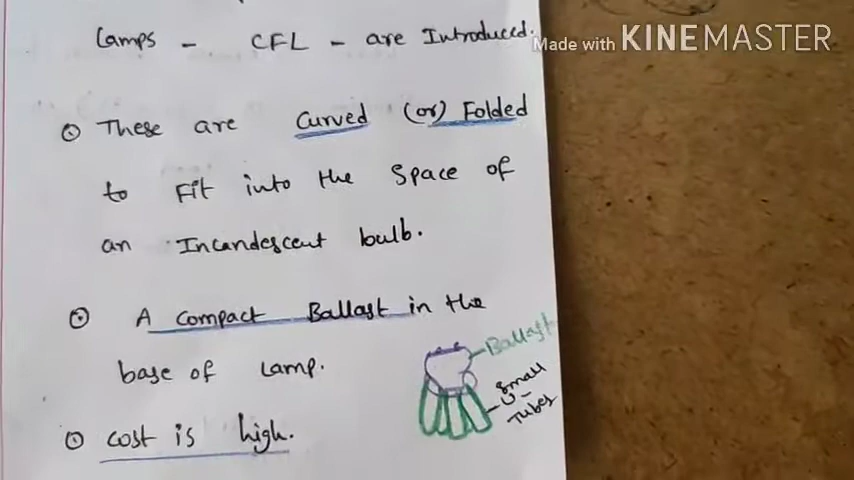 Lamps - CFL - are Introduced.
Made with KINEMASTER
⊙ These are Curved (or) Folded
to Fit into the Space of
an Incandescent bulb.
⊙ A compact Ballast in the
base of Lamp.
Ballast
Small
U-
Tubes
⊙ cost is high.